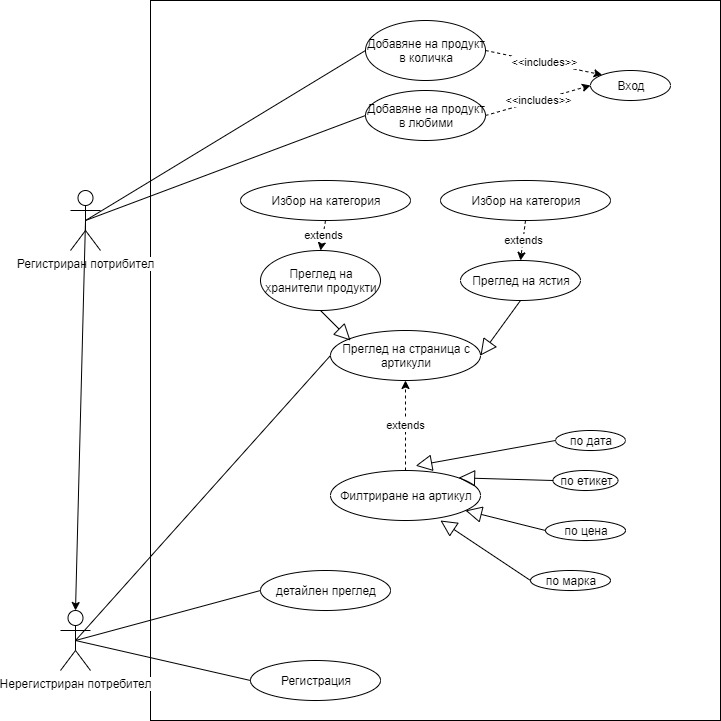 Добавяне на продукт
в количка
<<includes>>
Вход
<<includes>>
Добавяне на продукт
в любими
Избор на категория
Избор на категория
extends
extends
Регистриран потребител
Преглед на
хранители продукти
Преглед на ястия
Преглед на страница с
артикули
extends
по дата
по етикет
Филтриране на артикул
по цена
по марка
детайлен преглед
Нерегистриран потребител
Регистрация